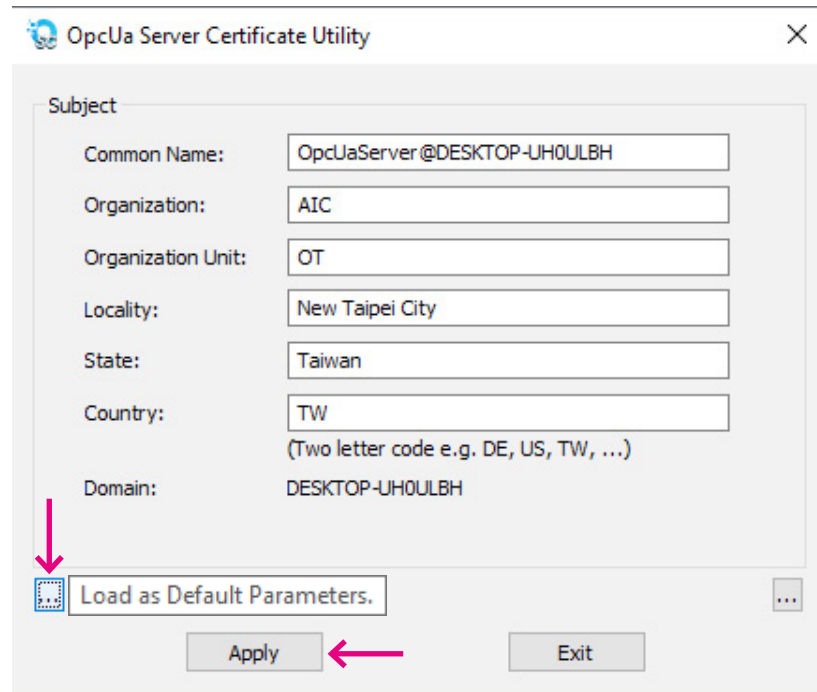 OpcUa Server Certificate Utility
Subject
Common Name: OpcUaServer@DESKTOP-UH0ULBH
Organization: AIC
Organization Unit: OT
Locality: New Taipei City
State: Taiwan
Country: TW
(Two letter code e.g. DE, US, TW, ...)
Domain: DESKTOP-UH0ULBH
... Load as Default Parameters. ...
Apply Exit